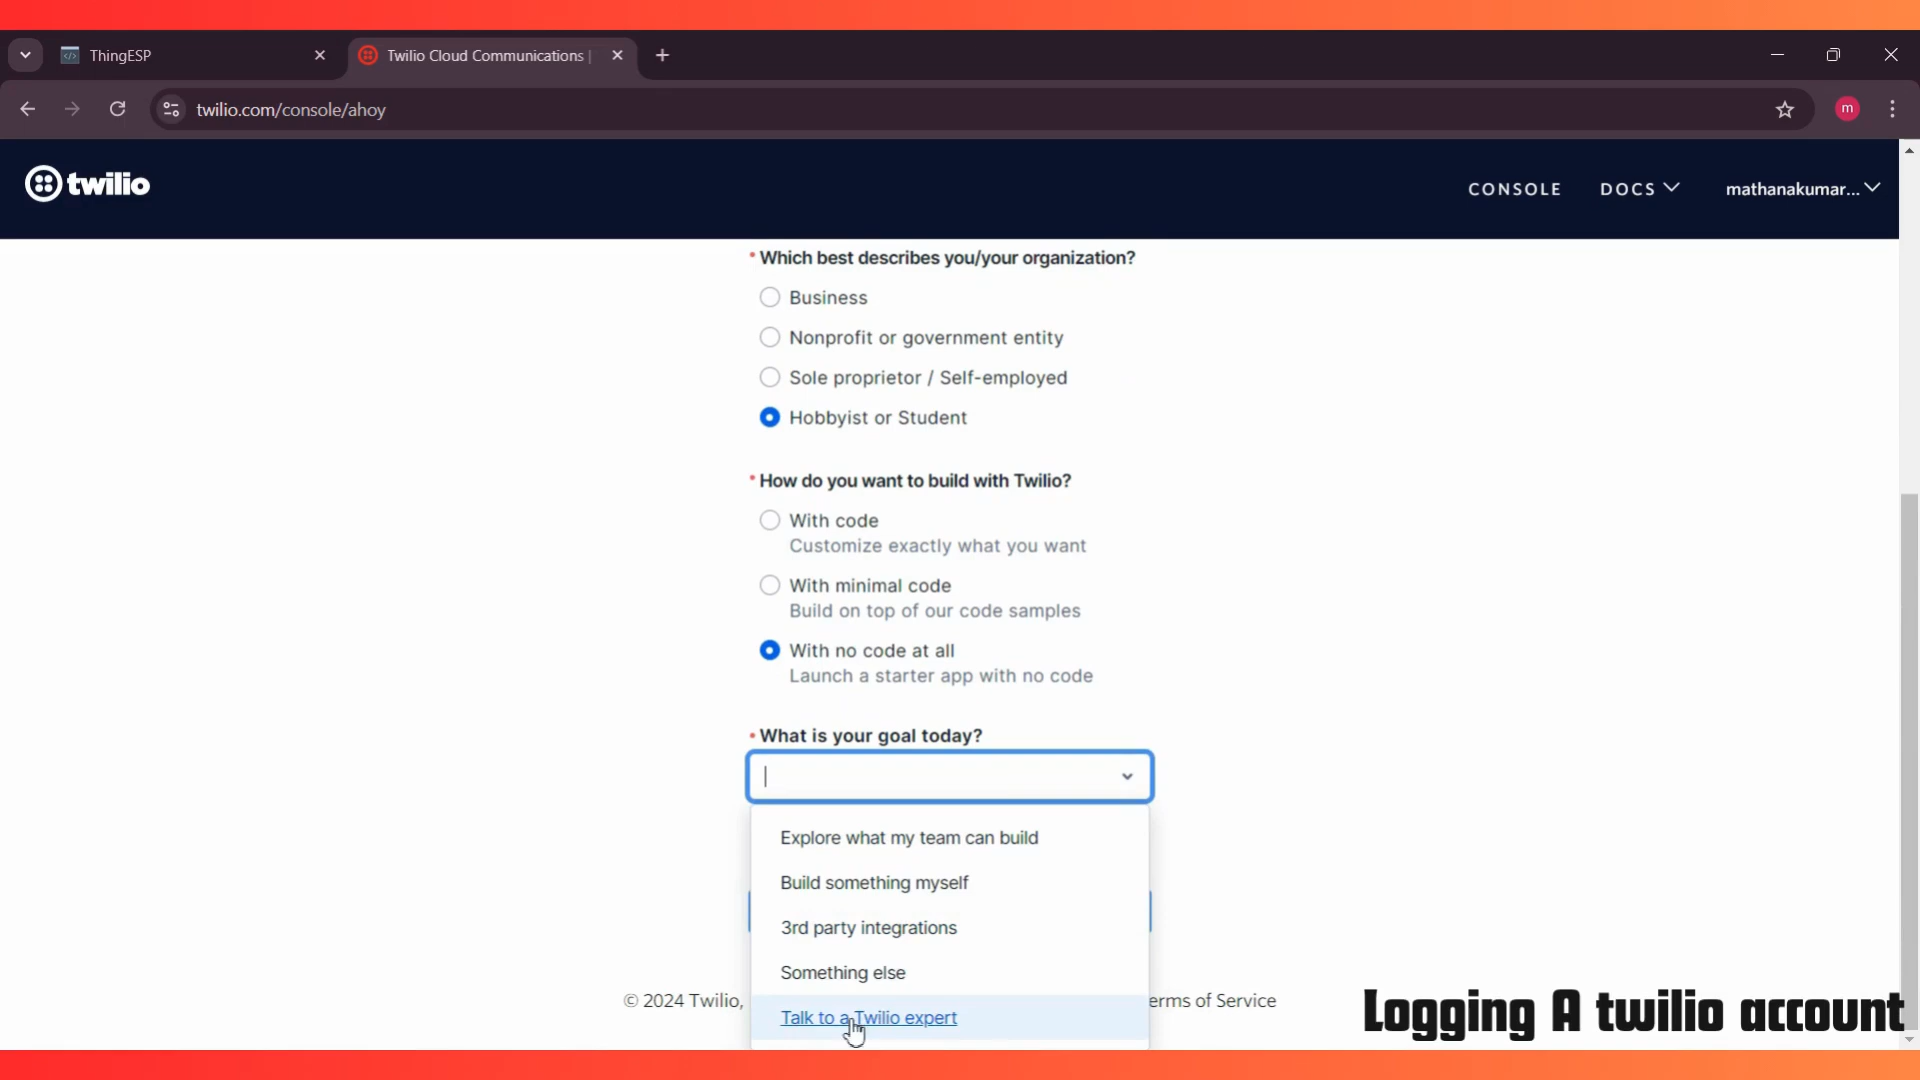 ThingESP
Twilio Cloud Communications |
twilio.com/console/ahoy
m
twilio
CONSOLE
DOCS
mathanakumar...
* Which best describes you/your organization?
Business
Nonprofit or government entity
Sole proprietor / Self-employed
Hobbyist or Student
* How do you want to build with Twilio?
With code
Customize exactly what you want
With minimal code
Build on top of our code samples
With no code at all
Launch a starter app with no code
* What is your goal today?
Explore what my team can build
Build something myself
3rd party integrations
Something else
Talk to a Twilio expert
© 2024 Twilio, erms of Service
Logging A twilio account